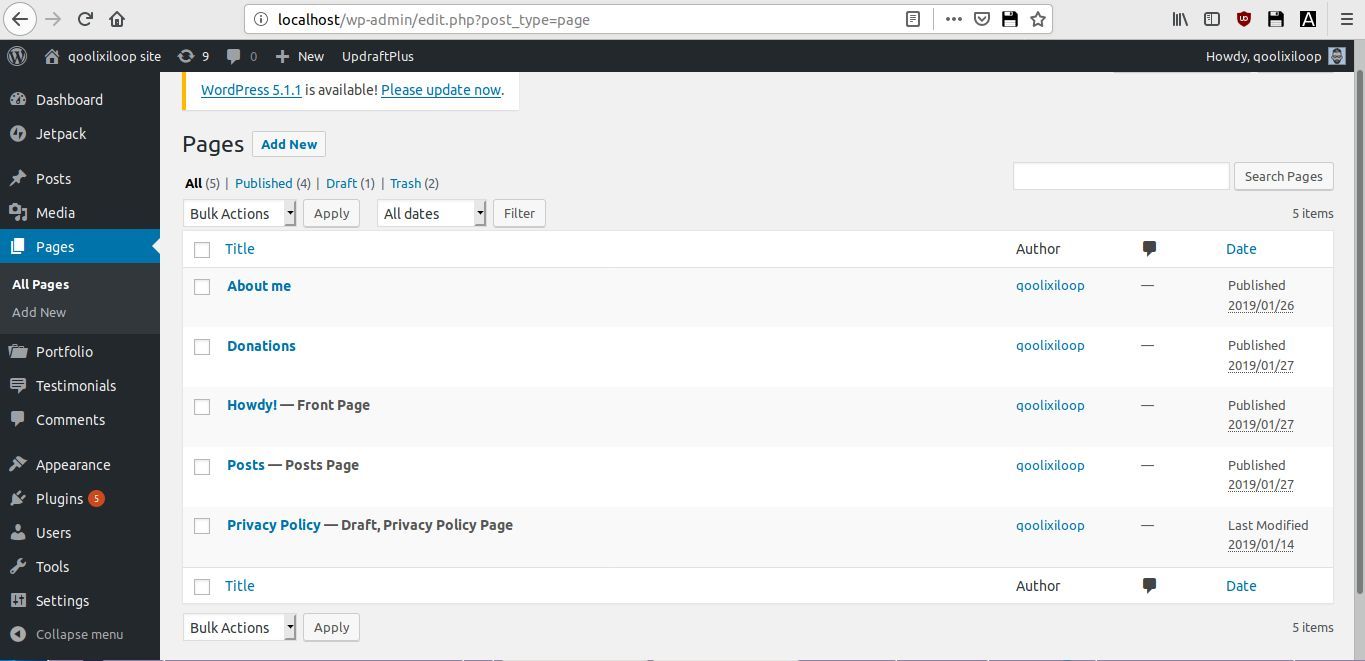 localhost/wp-admin/edit.php?post_type=page
qoolixiloop site 9 0 New UpdraftPlus Howdy, qoolixiloop
Dashboard
Jetpack
Posts
Media
Pages
All Pages
Add New
Portfolio
Testimonials
Comments
Appearance
Plugins 5
Users
Tools
Settings
Collapse menu
WordPress 5.1.1 is available! Please update now.
Pages Add New
All (5) | Published (4) | Draft (1) | Trash (2)
Search Pages
Bulk Actions Apply All dates Filter 5 items
Title Author Date
About me qoolixiloop — Published
2019/01/26
Donations qoolixiloop — Published
2019/01/27
Howdy! — Front Page qoolixiloop — Published
2019/01/27
Posts — Posts Page qoolixiloop — Published
2019/01/27
Privacy Policy — Draft, Privacy Policy Page qoolixiloop — Last Modified
2019/01/14
Title Author Date
Bulk Actions Apply 5 items